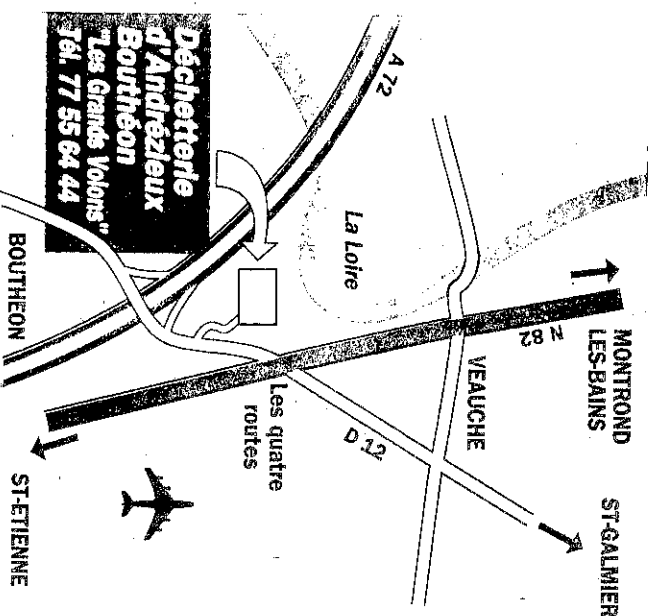 Déchetterie
d'Andrézieux
Bouthéon
"Les Grands Volons"
Tél. 77 55 64 44
A 72
La Loire
N 82
MONTROND
LES-BAINS
VEAUCHE
ST-GALMIER
D 12
Les quatre
routes
BOUTHEON
ST-ETIENNE